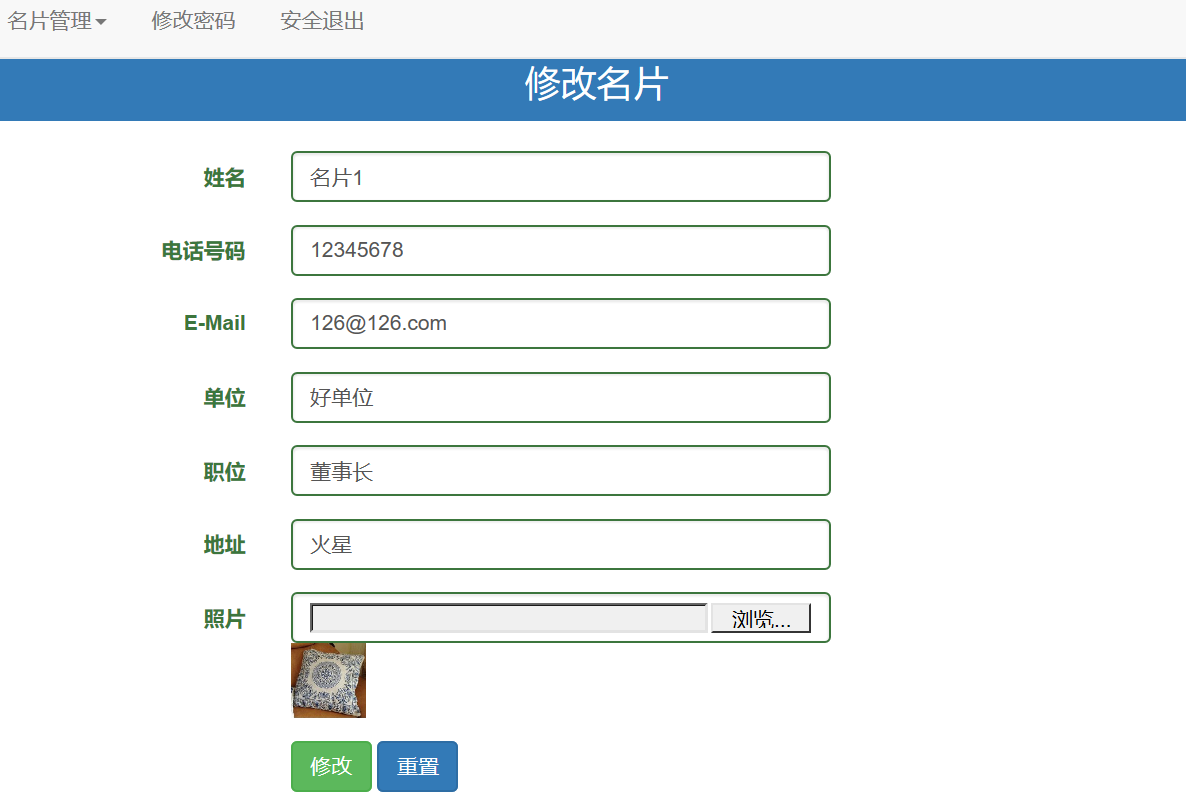 名片管理 修改密码 安全退出
修改名片
姓名 名片1
电话号码 12345678
E-Mail 126@126.com
单位 好单位
职位 董事长
地址 火星
照片 浏览...
修改 重置